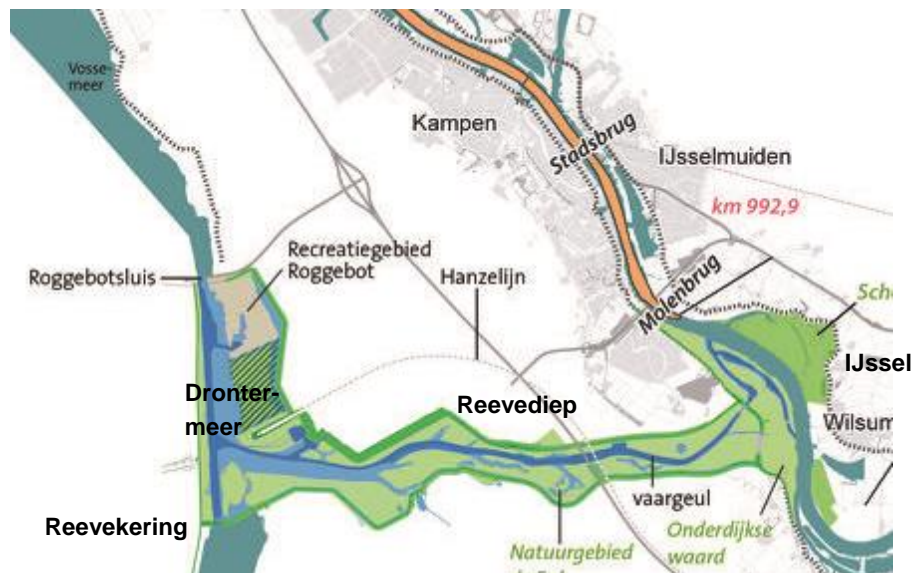 Vosse-
meer
Kampen
Stadsbrug
IJsselmuiden
km 992,9
Roggebotsluis
Recreatiegebied
Roggebot
Hanzelijn
Molenbrug
IJssel
Dronter-
meer
Reevediep
Wilsum
vaargeul
Reevekering
Onderdijkse
waard
Natuurgebied